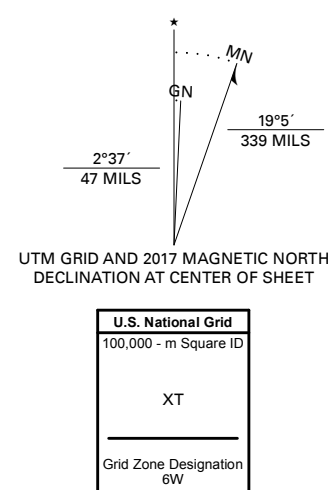 ★
MN
GN
19°5´
339 MILS
2°37´
47 MILS
UTM GRID AND 2017 MAGNETIC NORTH
DECLINATION AT CENTER OF SHEET
U.S. National Grid
100,000 - m Square ID
XT
Grid Zone Designation
6W